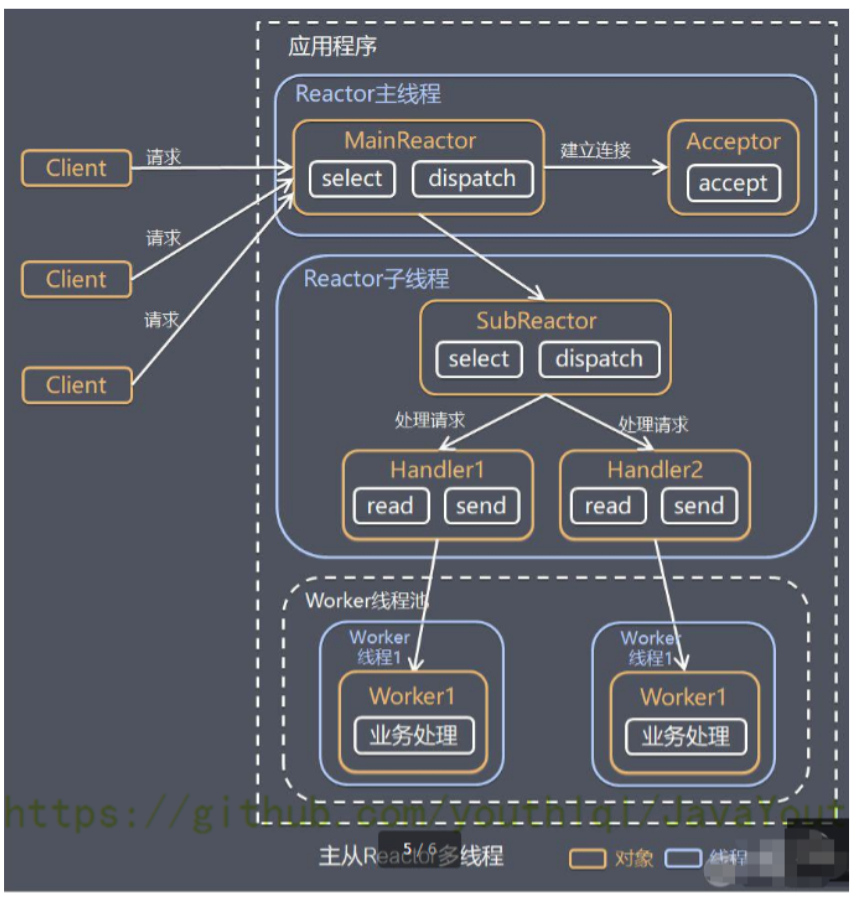 应用程序
Reactor主线程
MainReactor
select
dispatch
建立连接
Acceptor
accept
Client
请求
Client
请求
Client
请求
Reactor子线程
SubReactor
select
dispatch
处理请求
处理请求
Handler1
read
send
Handler2
read
send
Worker线程池
Worker
线程1
Worker1
业务处理
Worker
线程1
Worker1
业务处理
https://github.com/youthlql/JavaYout
主从Reactor多线程
5 / 6
对象
线程